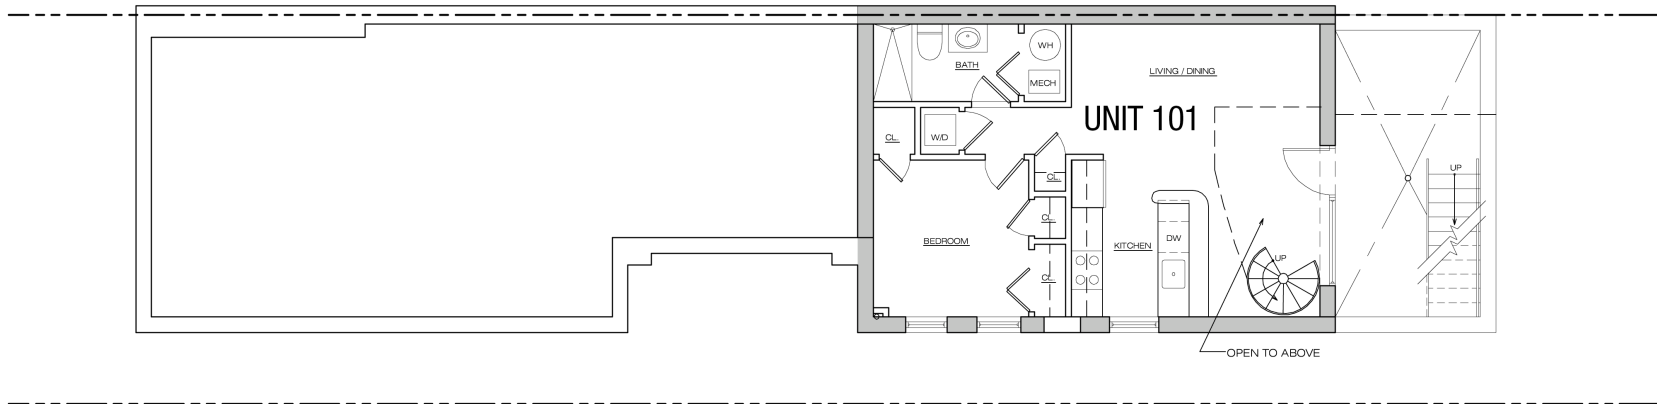 WH
BATH
MECH
LIVING / DINING
UNIT 101
CL.
W/D
CL.
UP
CL.
DW
BEDROOM
KITCHEN
UP
CL.
OPEN TO ABOVE